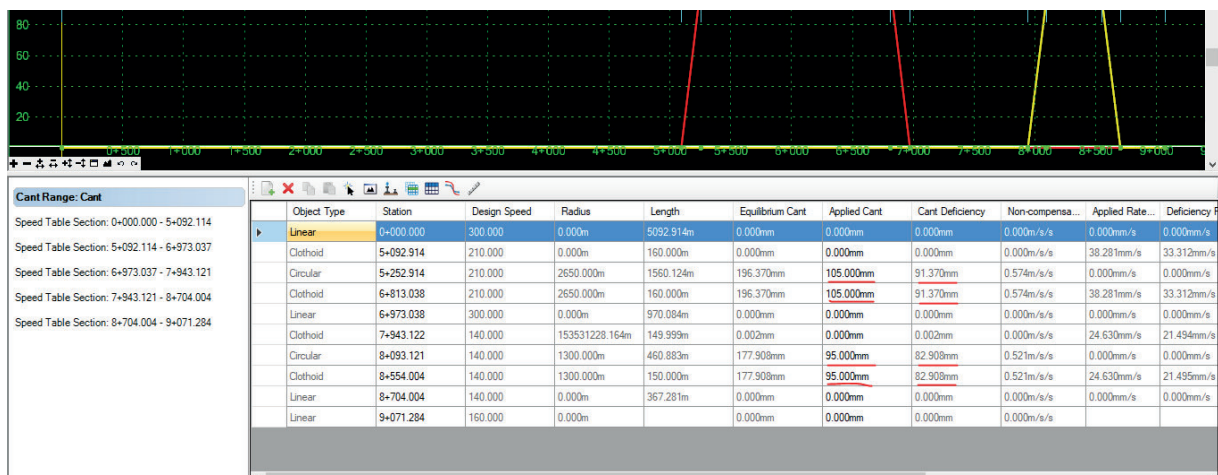 80
60
40
20
0+500 1+000 1+500 2+000 2+500 3+000 3+500 4+000 4+500 5+000 5+500 6+000 6+500 7+000 7+500 8+000 8+500 9+000
Cant Range: Cant
Speed Table Section: 0+000.000 - 5+092.114
Speed Table Section: 5+092.114 - 6+973.037
Speed Table Section: 6+973.037 - 7+943.121
Speed Table Section: 7+943.121 - 8+704.004
Speed Table Section: 8+704.004 - 9+071.284
Object Type Station Design Speed Radius Length Equilibrium Cant Applied Cant Cant Deficiency Non-compensa... Applied Rate... Deficiency
Linear 0+000.000 300.000 0.000m 5092.914m 0.000mm 0.000mm 0.000mm 0.000m/s/s 0.000mm/s 0.000mm/s
Clothoid 5+092.914 210.000 0.000m 160.000m 0.000mm 0.000mm 0.000mm 0.000m/s/s 38.281mm/s 33.312mm/s
Circular 5+252.914 210.000 2650.000m 1560.124m 196.370mm 105.000mm 91.370mm 0.574m/s/s 0.000mm/s 0.000mm/s
Clothoid 6+813.038 210.000 2650.000m 160.000m 196.370mm 105.000mm 91.370mm 0.574m/s/s 38.281mm/s 33.312mm/s
Linear 6+973.038 300.000 0.000m 970.084m 0.000mm 0.000mm 0.000mm 0.000m/s/s 0.000mm/s 0.000mm/s
Clothoid 7+943.122 140.000 153531228.164m 149.999m 0.002mm 0.000mm 0.002mm 0.000m/s/s 24.630mm/s 21.494mm/s
Circular 8+093.121 140.000 1300.000m 460.883m 177.908mm 95.000mm 82.908mm 0.521m/s/s 0.000mm/s 0.000mm/s
Clothoid 8+554.004 140.000 1300.000m 150.000m 177.908mm 95.000mm 82.908mm 0.521m/s/s 24.630mm/s 21.495mm/s
Linear 8+704.004 140.000 0.000m 367.281m 0.000mm 0.000mm 0.000mm 0.000m/s/s 0.000mm/s 0.000mm/s
Linear 9+071.284 160.000 0.000m 0.000mm 0.000mm 0.000mm 0.000m/s/s